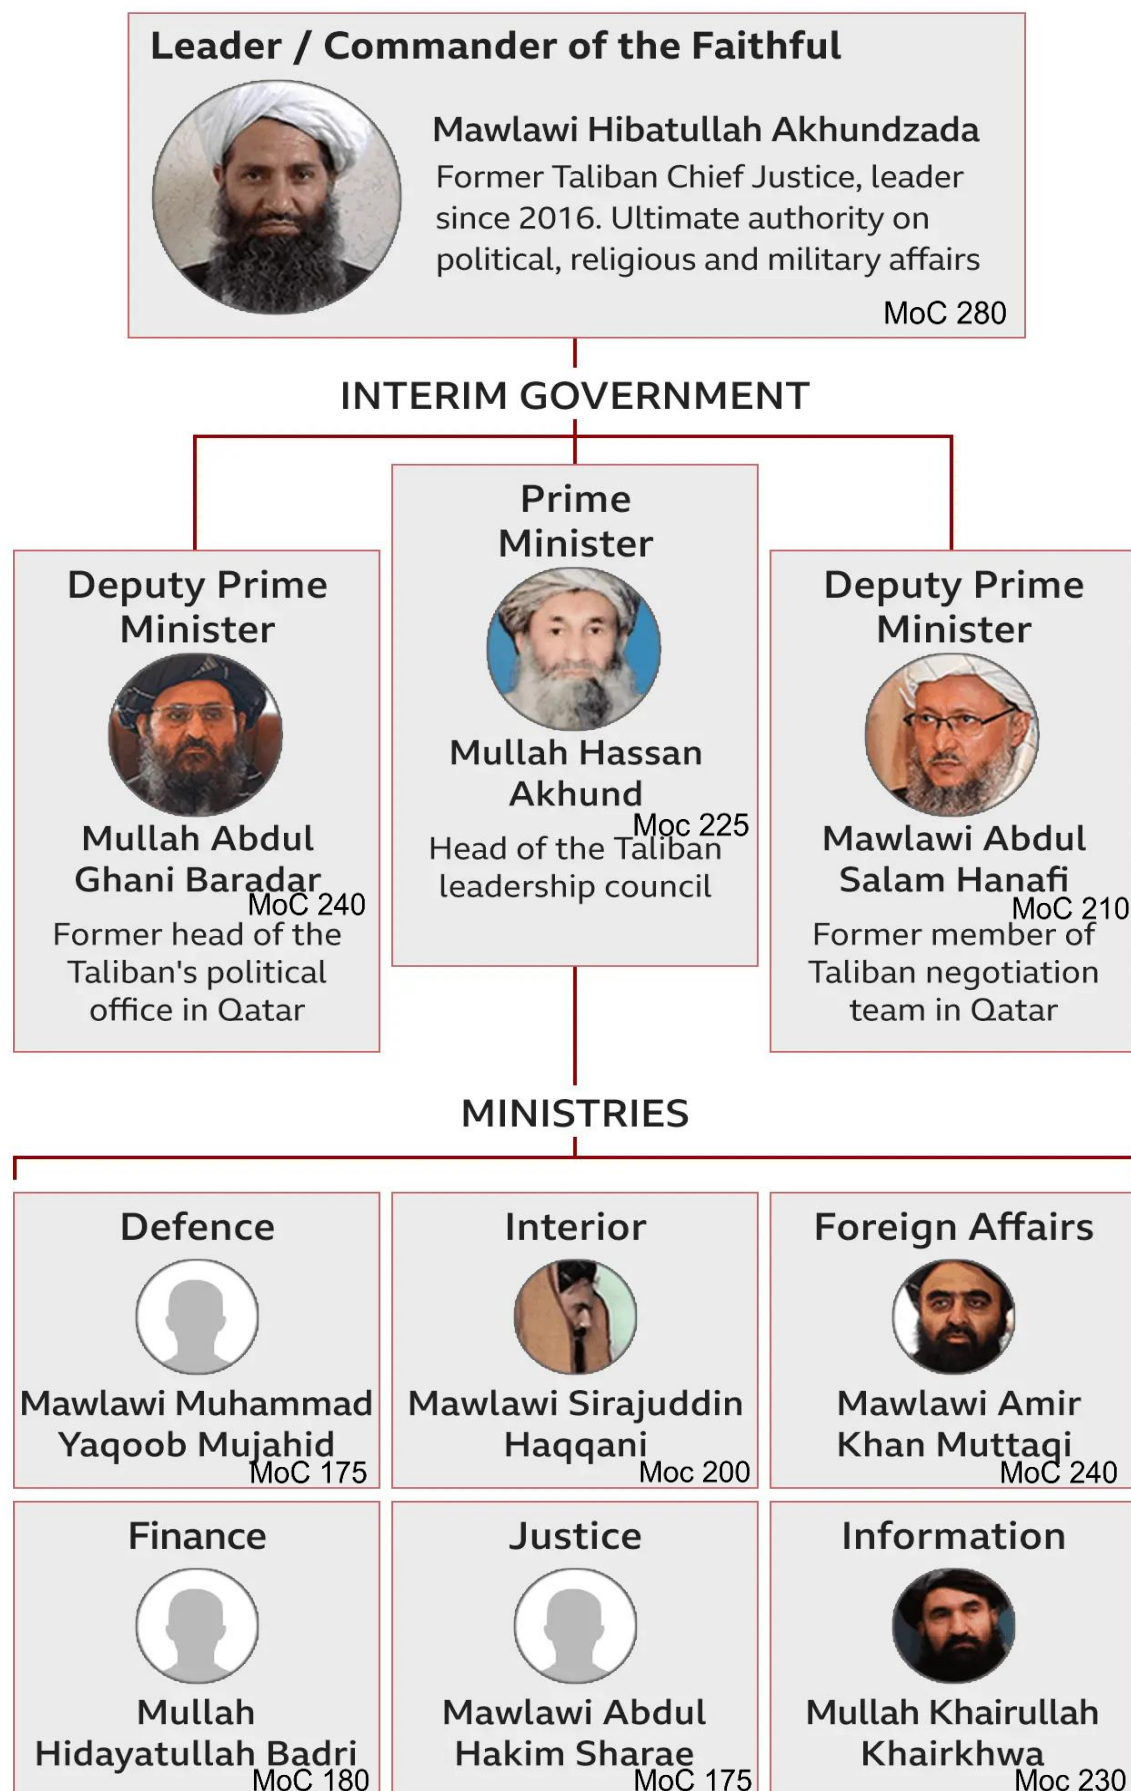 Leader / Commander of the Faithful
Mawlawi Hibatullah Akhundzada
Former Taliban Chief Justice, leader
since 2016. Ultimate authority on
political, religious and military affairs
MoC 280
INTERIM GOVERNMENT
Deputy Prime
Minister
Mullah Abdul
Ghani Baradar
MoC 240
Former head of the
Taliban's political
office in Qatar
Prime
Minister
Mullah Hassan
Akhund
Moc 225
Head of the Taliban
leadership council
Deputy Prime
Minister
Mawlawi Abdul
Salam Hanafi
MoC 210
Former member of
Taliban negotiation
team in Qatar
MINISTRIES
Defence
Mawlawi Muhammad
Yaqoob Mujahid
MoC 175
Interior
Mawlawi Sirajuddin
Haqqani
Moc 200
Foreign Affairs
Mawlawi Amir
Khan Muttaqi
MoC 240
Finance
Mullah
Hidayatullah Badri
MoC 180
Justice
Mawlawi Abdul
Hakim Sharae
MoC 175
Information
Mullah Khairullah
Khairkhwa
Moc 230